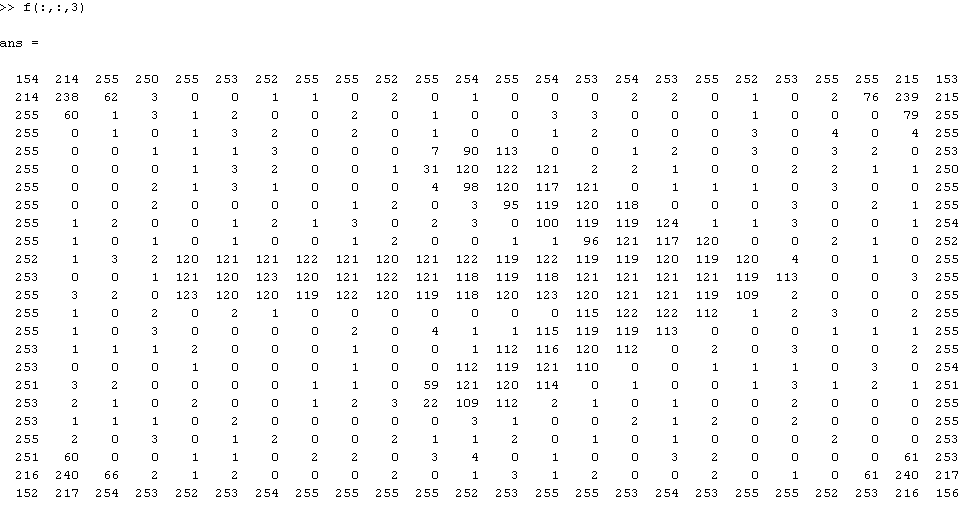 >> f(:,:,3)
ans =
154 214 255 250 255 253 252 255 255 252 255 254 255 254 253 254 253 255 252 253 255 255 215 153
214 238 62 3 0 0 1 1 0 2 0 1 0 0 0 2 2 0 1 0 2 76 239 215
255 60 1 3 1 2 0 0 2 0 1 0 0 3 3 0 0 0 1 0 0 0 79 255
255 0 1 0 1 3 2 0 2 0 1 0 0 1 2 0 0 0 3 0 4 0 4 255
255 0 0 1 1 1 3 0 0 0 7 90 113 0 0 1 2 0 3 0 3 2 0 253
255 0 0 0 1 3 2 0 0 1 31 120 122 121 2 2 1 0 0 2 2 1 1 250
255 0 0 2 1 3 1 0 0 0 4 98 120 117 121 0 1 1 1 0 3 0 0 255
255 0 0 2 0 0 0 0 1 2 0 3 95 119 120 118 0 0 0 3 0 2 1 255
255 1 2 0 0 1 2 1 3 0 2 3 0 100 119 119 124 1 1 3 0 0 1 254
255 1 0 1 0 1 0 0 1 2 0 0 1 1 96 121 117 120 0 0 2 1 0 252
252 1 3 2 120 121 121 122 121 120 121 122 119 122 119 119 120 119 120 4 0 1 0 255
253 0 0 1 121 120 123 120 121 122 121 118 119 118 121 121 121 121 119 113 0 0 3 255
255 3 2 0 123 120 120 119 122 120 119 118 120 123 120 121 121 119 109 2 0 0 0 255
255 1 0 2 0 2 1 0 0 0 0 0 0 0 115 122 122 112 1 2 3 0 2 255
255 1 0 3 0 0 0 0 2 0 4 1 1 115 119 119 113 0 0 0 1 1 1 255
253 1 1 1 2 0 0 0 1 0 0 1 112 116 120 112 0 2 0 3 0 0 2 255
253 0 0 0 1 0 0 0 1 0 0 112 119 121 110 0 0 1 1 1 0 3 0 254
251 3 2 0 0 0 0 1 1 0 59 121 120 114 0 1 0 0 1 3 1 2 1 251
253 2 1 0 2 0 0 1 2 3 22 109 112 2 1 0 1 0 0 2 0 0 0 255
253 1 1 1 0 2 0 0 0 0 0 3 1 0 0 2 1 2 0 2 0 0 0 255
255 2 0 3 0 1 2 0 0 2 1 1 2 0 1 0 1 0 0 0 2 0 0 253
251 60 0 0 1 1 0 2 2 0 3 4 0 1 0 0 3 2 0 0 0 0 61 253
216 240 66 2 1 2 0 0 0 2 0 1 3 1 2 0 0 2 0 1 0 61 240 217
152 217 254 253 252 253 254 255 255 255 255 252 253 255 255 253 254 253 255 255 252 253 216 156